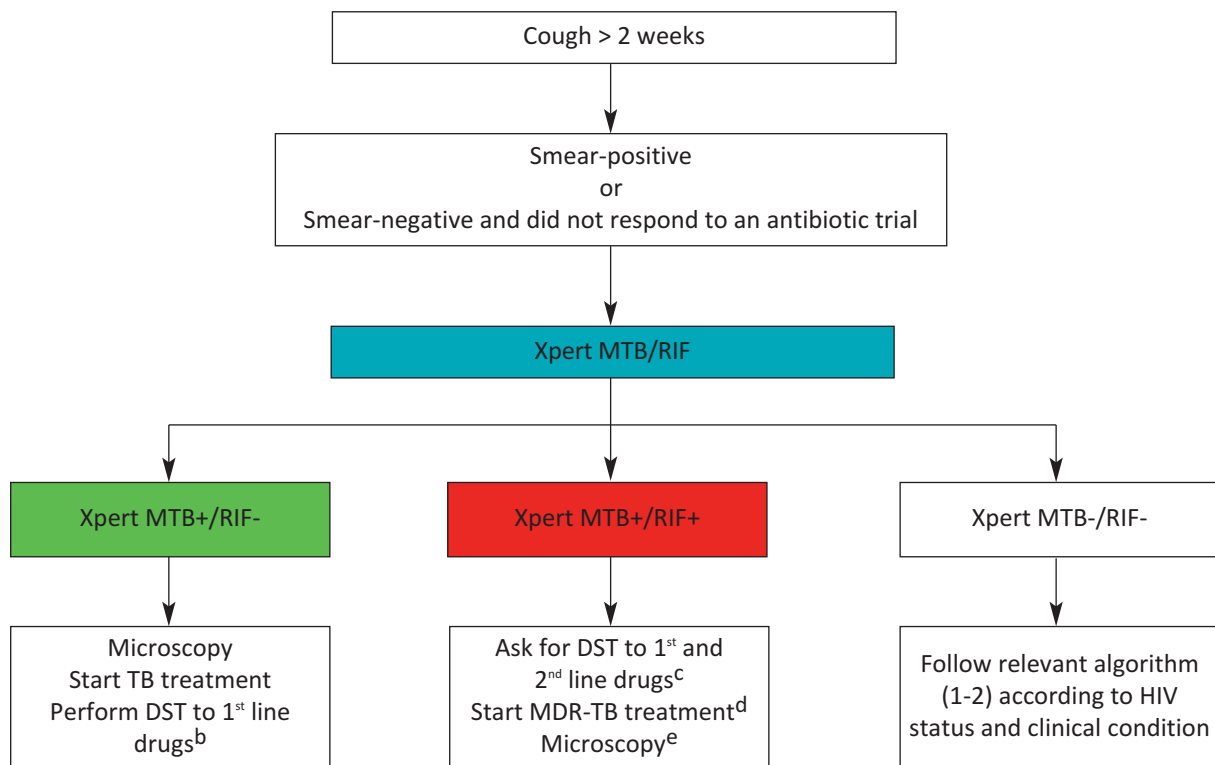 Cough > 2 weeks
Smear-positive
or
Smear-negative and did not respond to an antibiotic trial
Xpert MTB/RIF
Xpert MTB+/RIF-
Xpert MTB+/RIF+
Xpert MTB-/RIF-
Microscopy
Start TB treatment
Perform DST to 1st line
drugsb
Ask for DST to 1st and
2nd line drugsc
Start MDR-TB treatmentd
Microscopye
Follow relevant algorithm
(1-2) according to HIV
status and clinical condition